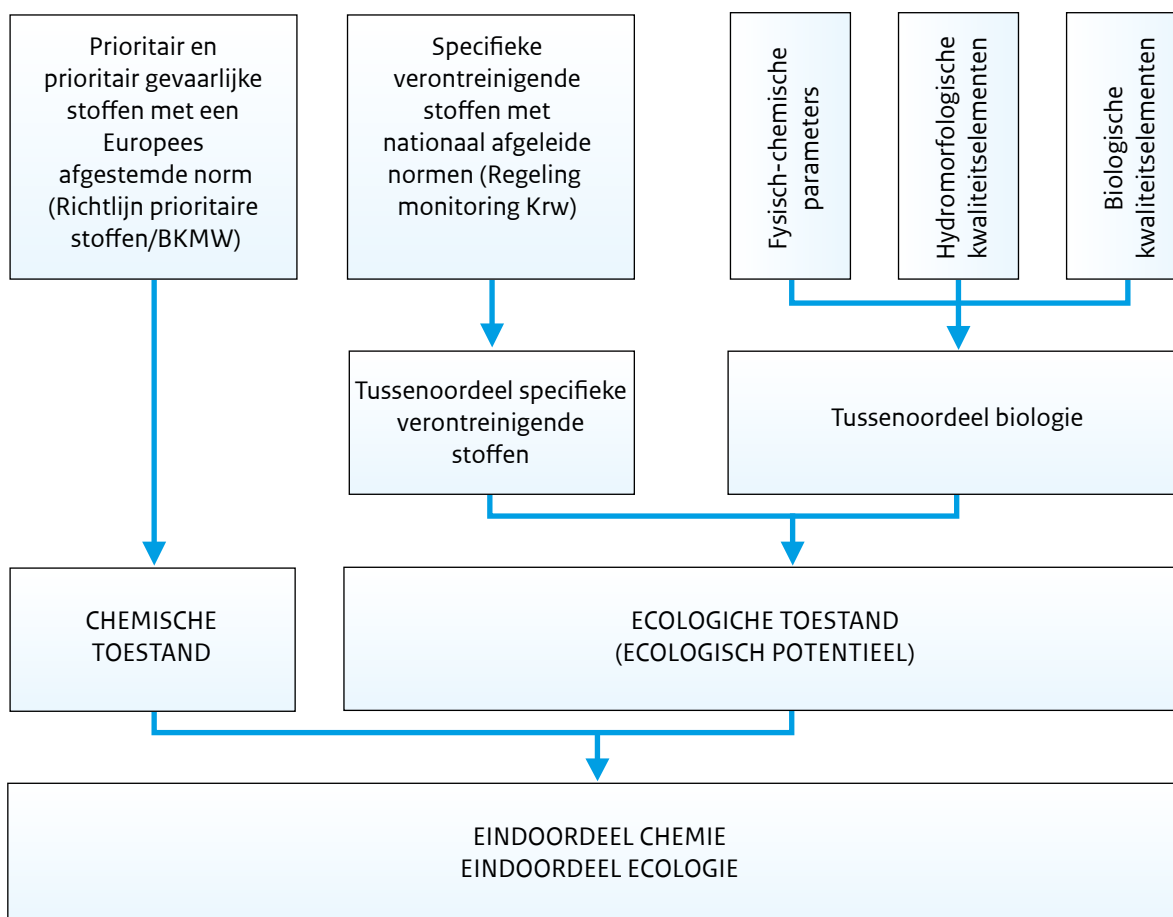 Prioritair en
prioritair gevaarlijke
stoffen met een
Europees
afgestemde norm
(Richtlijn prioritaire
stoffen/BKMW)
Specifieke
verontreinigende
stoffen met
nationaal afgeleide
normen (Regeling
monitoring Krw)
Fysisch-chemische
parameters
Hydromorfologische
kwaliteitselementen
Biologische
kwaliteitselementen
Tussenoordeel specifieke
verontreinigende
stoffen
Tussenoordeel biologie
CHEMISCHE
TOESTAND
ECOLOGICHE TOESTAND
(ECOLOGISCH POTENTIEEL)
EINDOORDEEL CHEMIE
EINDOORDEEL ECOLOGIE